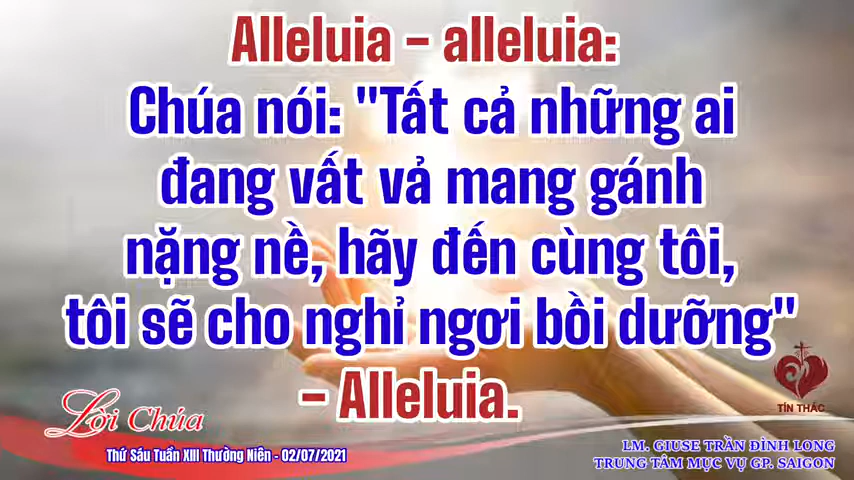 Alleluia - alleluia:
Chúa nói: "Tất cả những ai
đang vất vả mang gánh
nặng nề, hãy đến cùng tôi,
tôi sẽ cho nghỉ ngơi bồi dưỡng"
- Alleluia.
TÍN THÁC
Lời Chúa
Thứ Sáu Tuần XIII Thường Niên - 02/07/2021
LM. GIUSE TRẦN ĐÌNH LONG
TRUNG TÂM MỤC VỤ GP. SAIGON